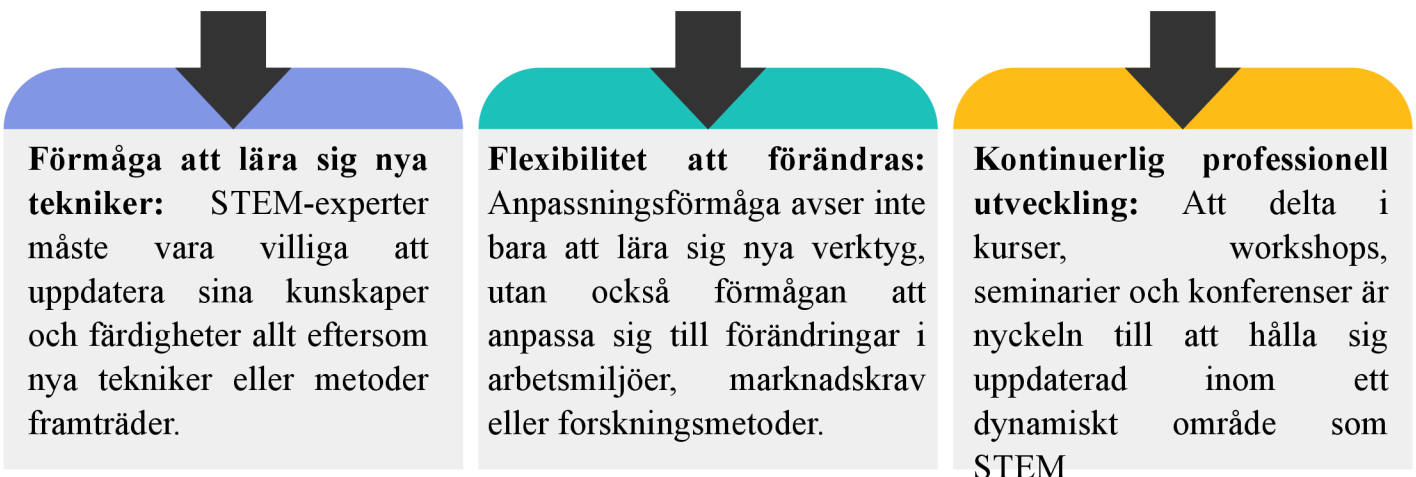 Förmåga att lära sig nya
tekniker: STEM-experter
måste vara villiga att
uppdatera sina kunskaper
och färdigheter allt eftersom
nya tekniker eller metoder
framträder.
Flexibilitet att förändras:
Anpassningsförmåga avser inte
bara att lära sig nya verktyg,
utan också förmågan att
anpassa sig till förändringar i
arbetsmiljöer, marknadskrav
eller forskningsmetoder.
Kontinuerlig professionell
utveckling: Att delta i
kurser, workshops,
seminarier och konferenser är
nyckeln till att hålla sig
uppdaterad inom ett
dynamiskt område som
STEM